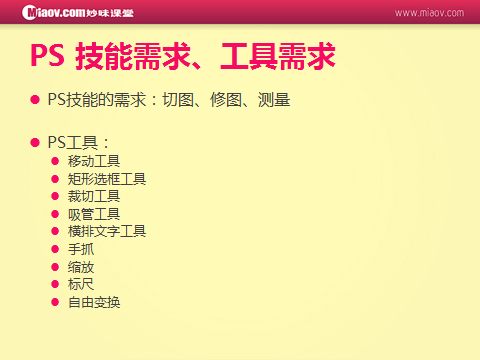 Miaov.com妙味课堂
www.miaov.com
PS 技能需求、工具需求
PS技能的需求：切图、修图、测量
PS工具：
移动工具
矩形选框工具
裁切工具
吸管工具
横排文字工具
手抓
缩放
标尺
自由变换